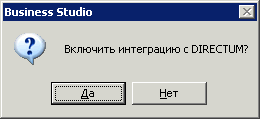 Business Studio
Включить интеграцию с DIRECTUM?
Да
Нет